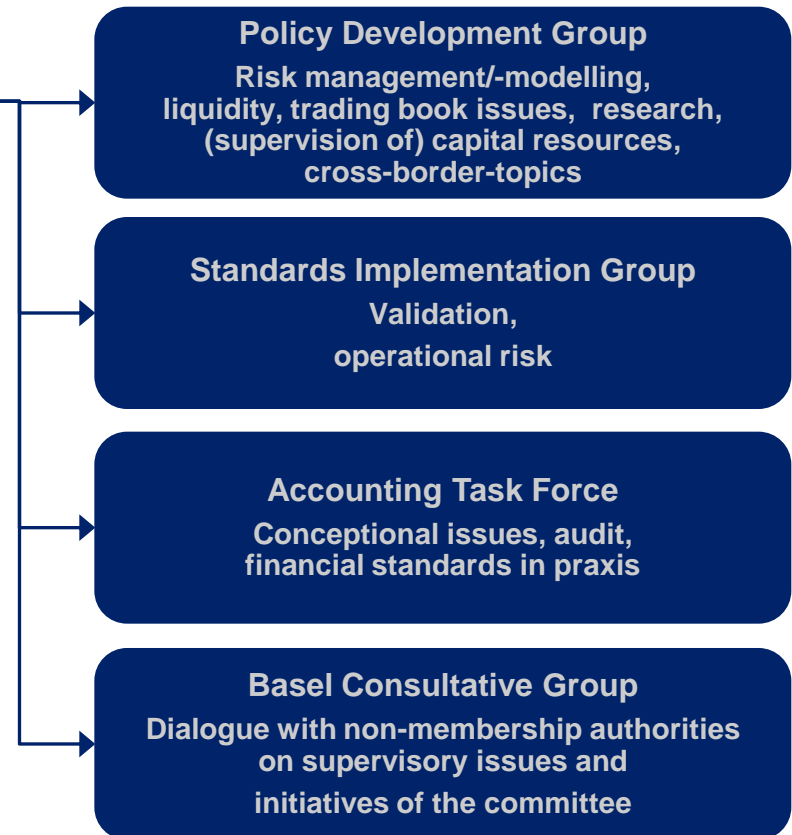 Policy Development Group
Risk management/-modelling,
liquidity, trading book issues, research,
(supervision of) capital resources,
cross-border-topics
Standards Implementation Group
Validation,
operational risk
Accounting Task Force
Conceptional issues, audit,
financial standards in praxis
Basel Consultative Group
Dialogue with non-membership authorities
on supervisory issues and
initiatives of the committee